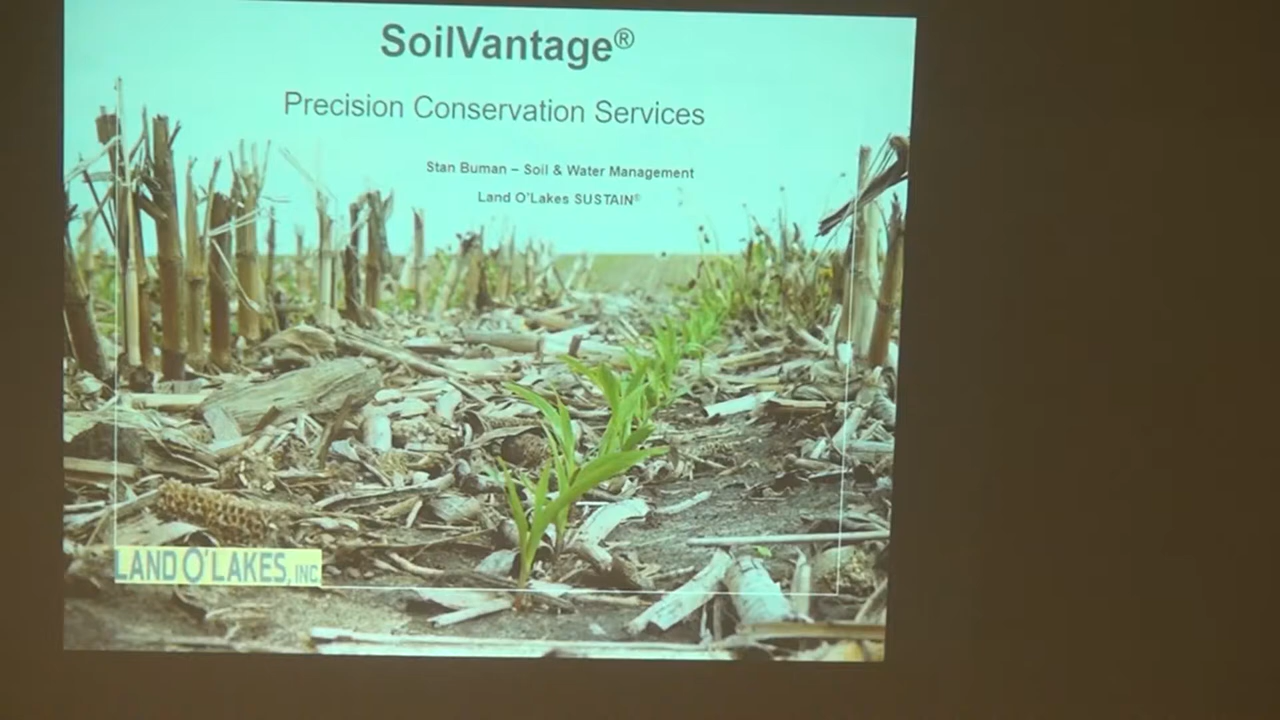 SoilVantage®
Precision Conservation Services
Stan Buman – Soil & Water Management
Land O'Lakes SUSTAIN®
LAND O'LAKES, INC.